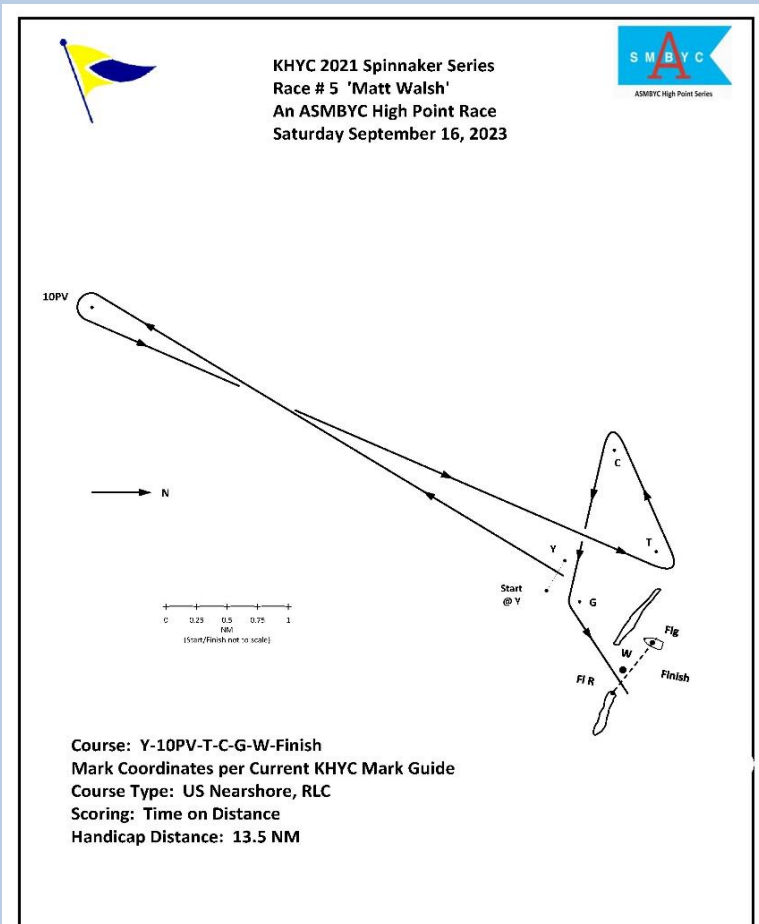 KHYC 2021 Spinnaker Series
Race # 5 'Matt Walsh'
An ASMBYC High Point Race
Saturday September 16, 2023
S M B Y C
A
ASMBYC High Point Series
10PV
C
N
T
Y
Start
@ Y
G
0 0.25 0.5 0.75 1
NM
(Start/Finish not to scale)
Flg
W
Finish
Fl R
Course: Y-10PV-T-C-G-W-Finish
Mark Coordinates per Current KHYC Mark Guide
Course Type: US Nearshore, RLC
Scoring: Time on Distance
Handicap Distance: 13.5 NM